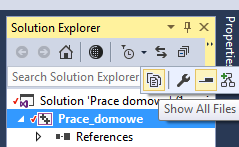 Solution Explorer
Search Solution Explorer
Show All Files
Solution 'Prace domowe'
Prace_domowe
References
Properties